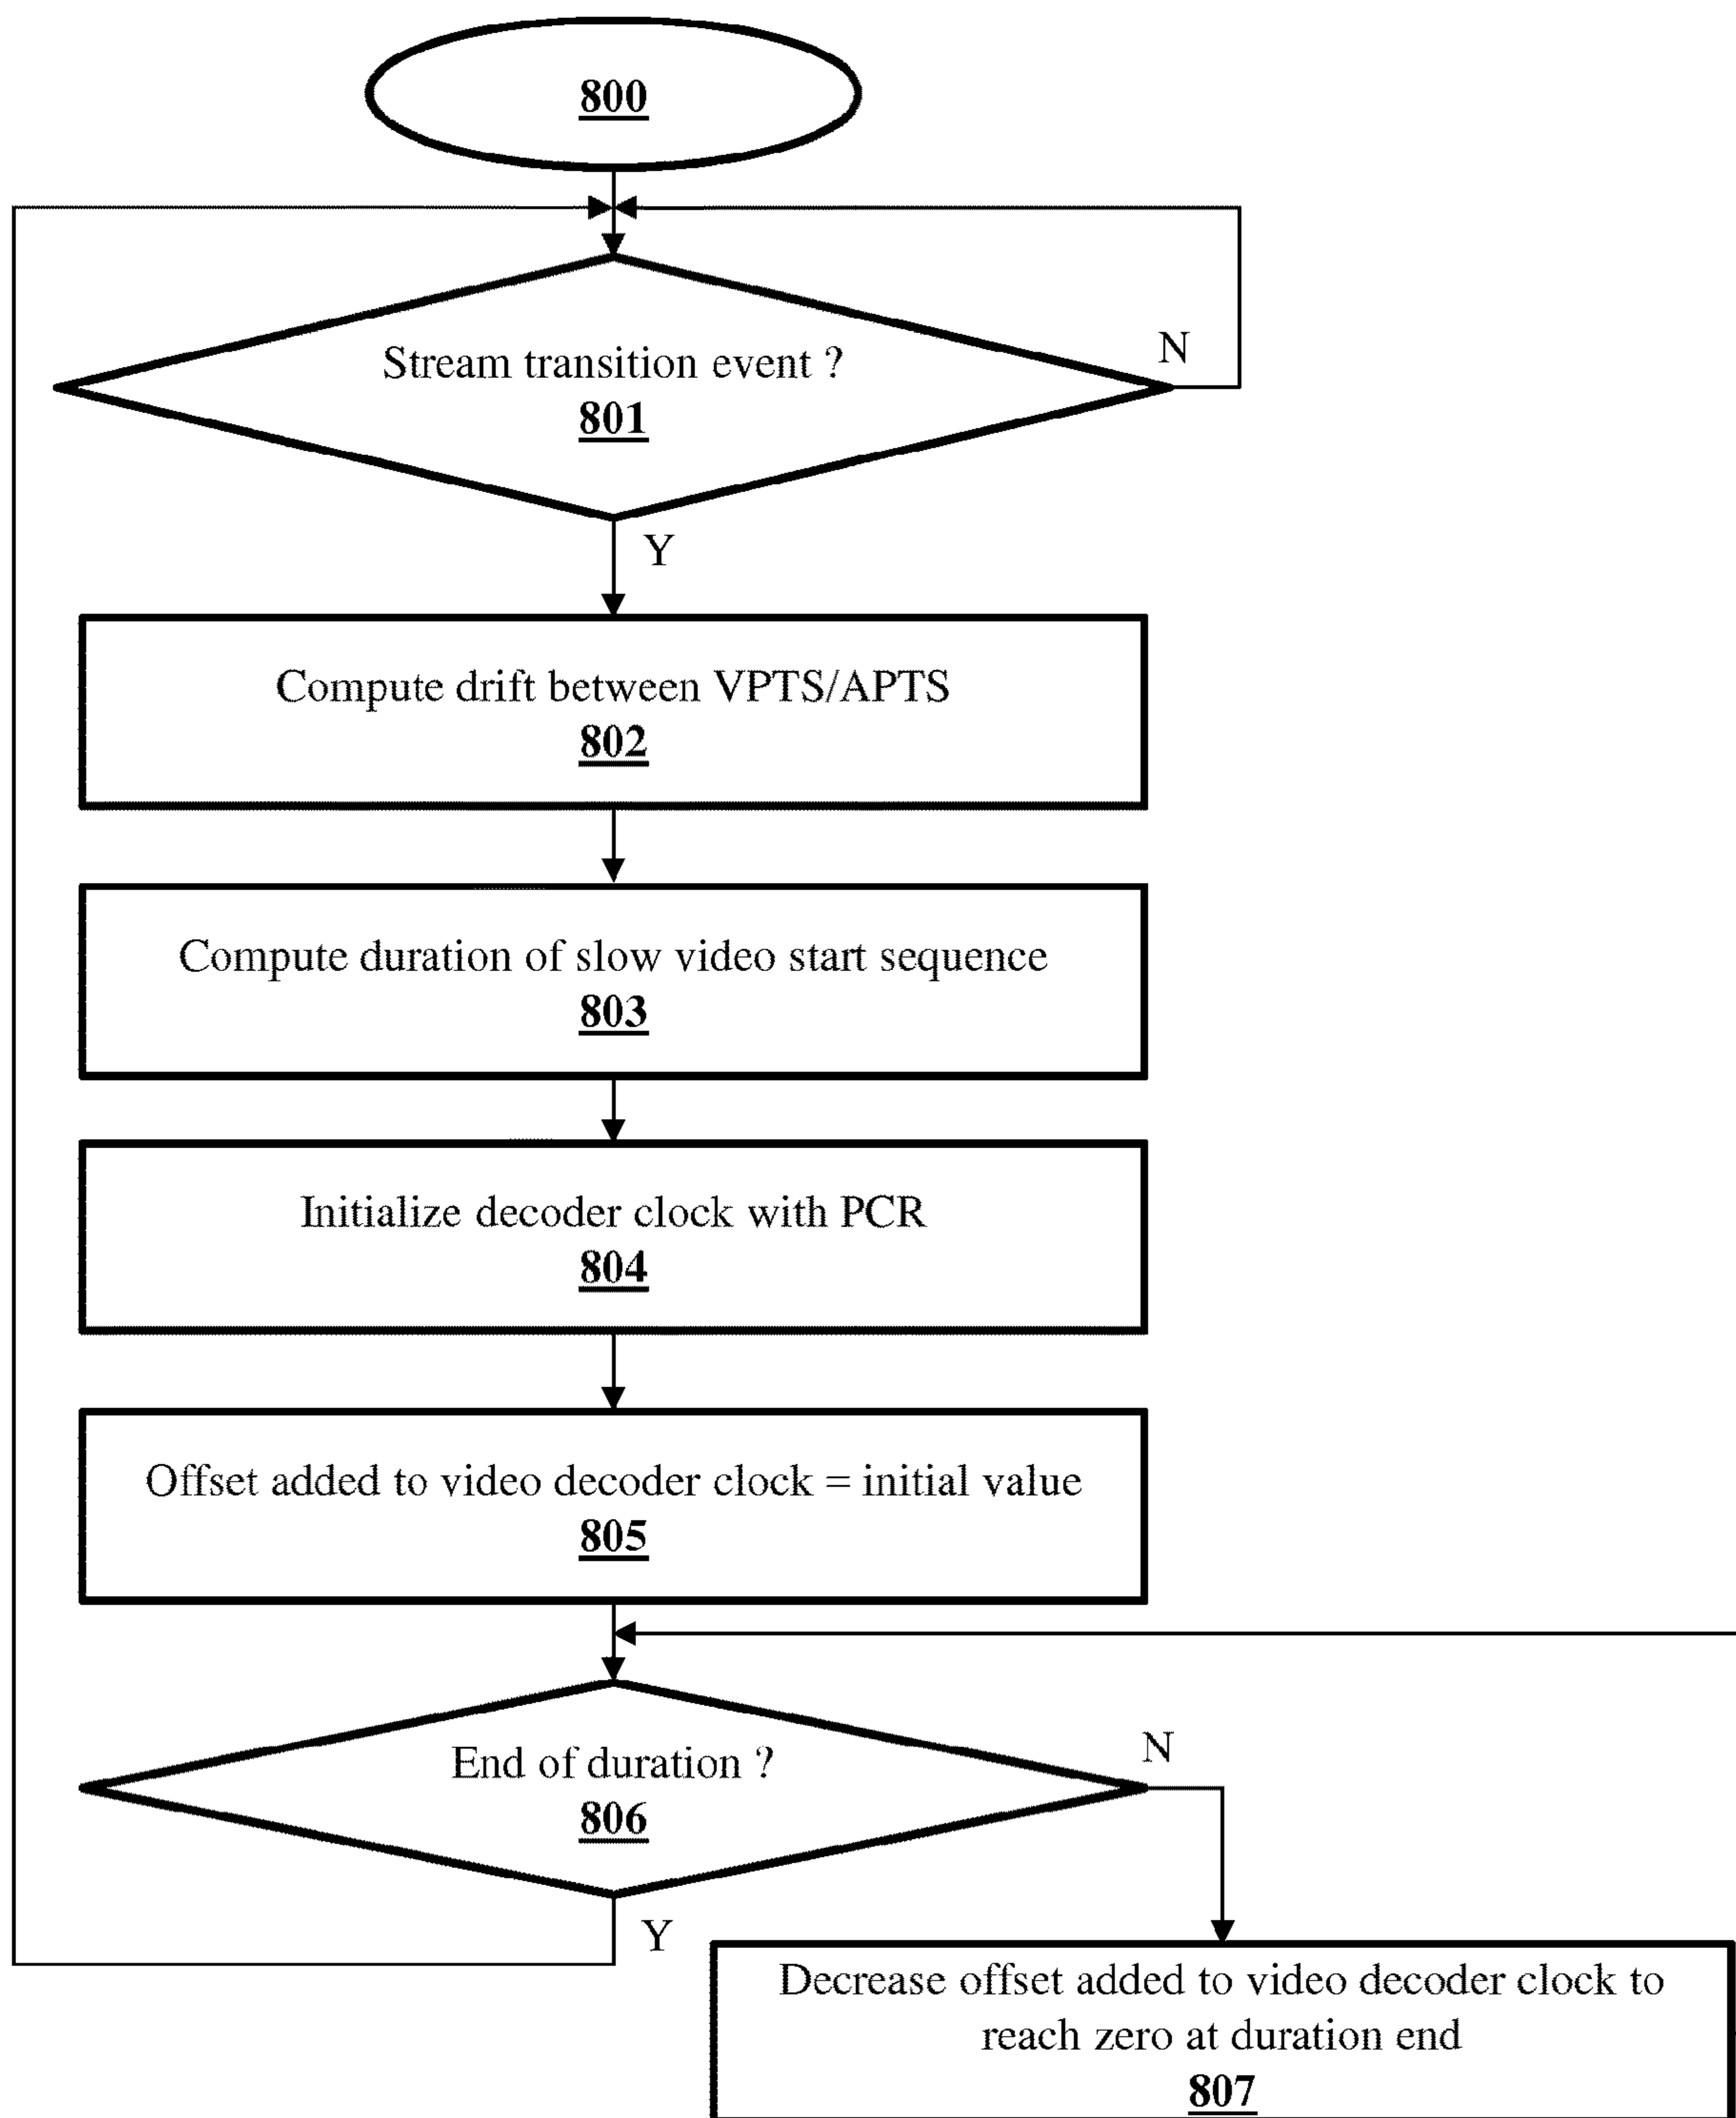 800
Stream transition event ?
801
N
Y
Compute drift between VPTS/APTS
802
Compute duration of slow video start sequence
803
Initialize decoder clock with PCR
804
Offset added to video decoder clock = initial value
805
End of duration ?
806
N
Y
Decrease offset added to video decoder clock to
reach zero at duration end
807